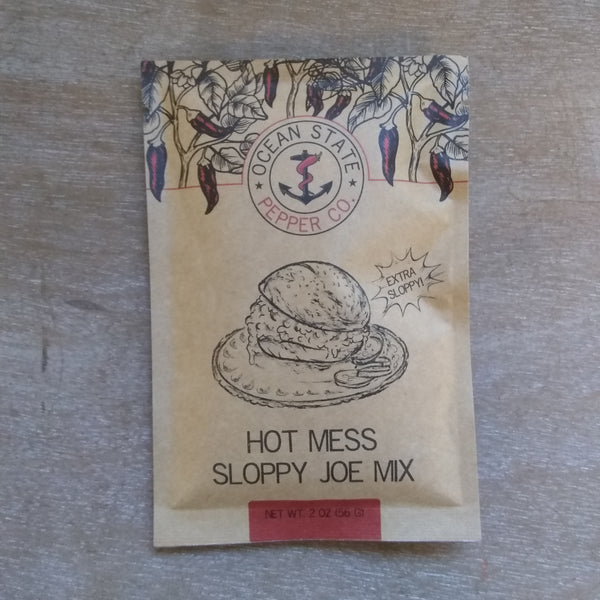 OCEAN STATE
PEPPER CO.
EXTRA
SLOPPY!
HOT MESS
SLOPPY JOE MIX
NET WT. 2 OZ (56 G)